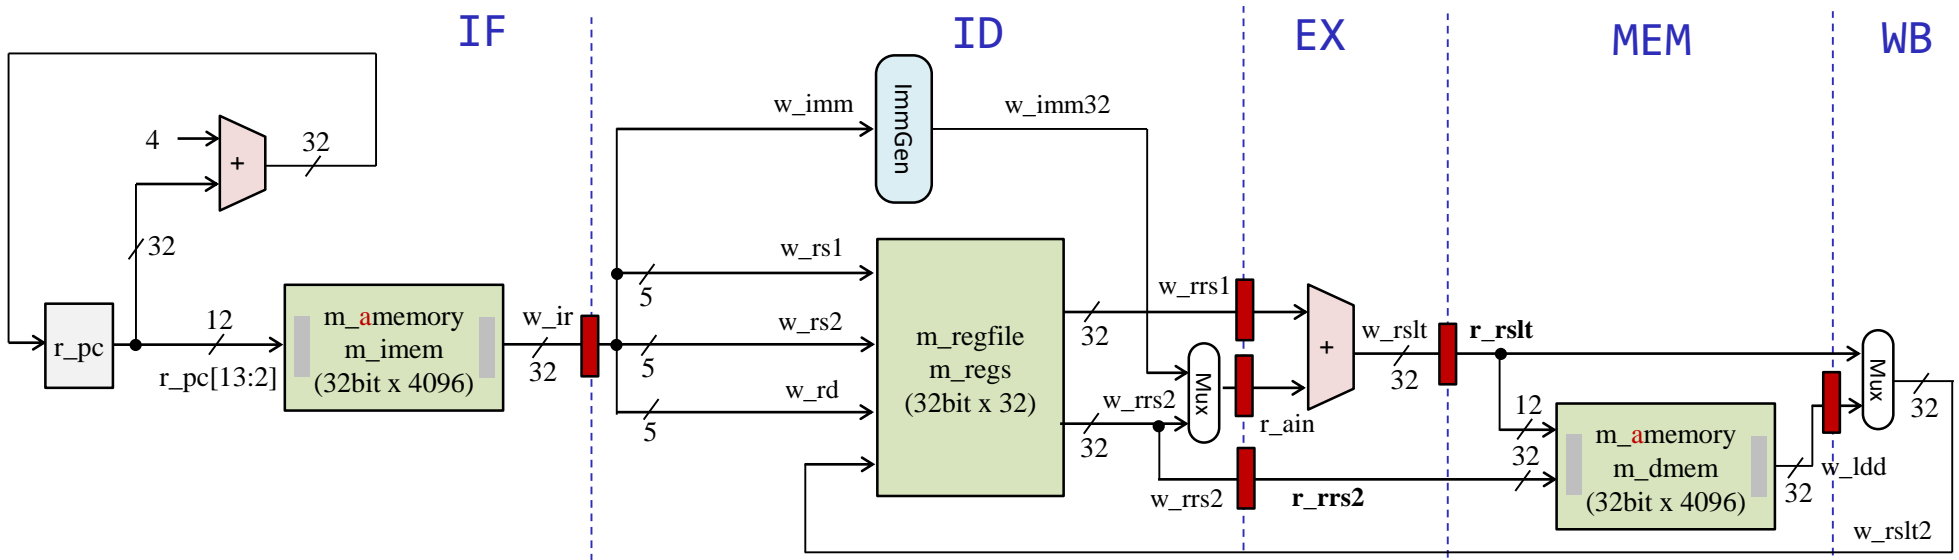 IF
ID
EX
MEM
WB
4
+
32
32
r_pc
12
r_pc[13:2]
m_amemory
m_imem
(32bit x 4096)
w_ir
32
w_imm
ImmGen
w_imm32
w_rs1
5
w_rs2
5
w_rd
5
m_regfile
m_regs
(32bit x 32)
32
w_rrs1
w_rrs2
32
Mux
r_ain
w_rrs2
r_rrs2
+
w_rslt
32
r_rslt
12
32
m_amemory
m_dmem
(32bit x 4096)
32
w_ldd
Mux
32
w_rslt2